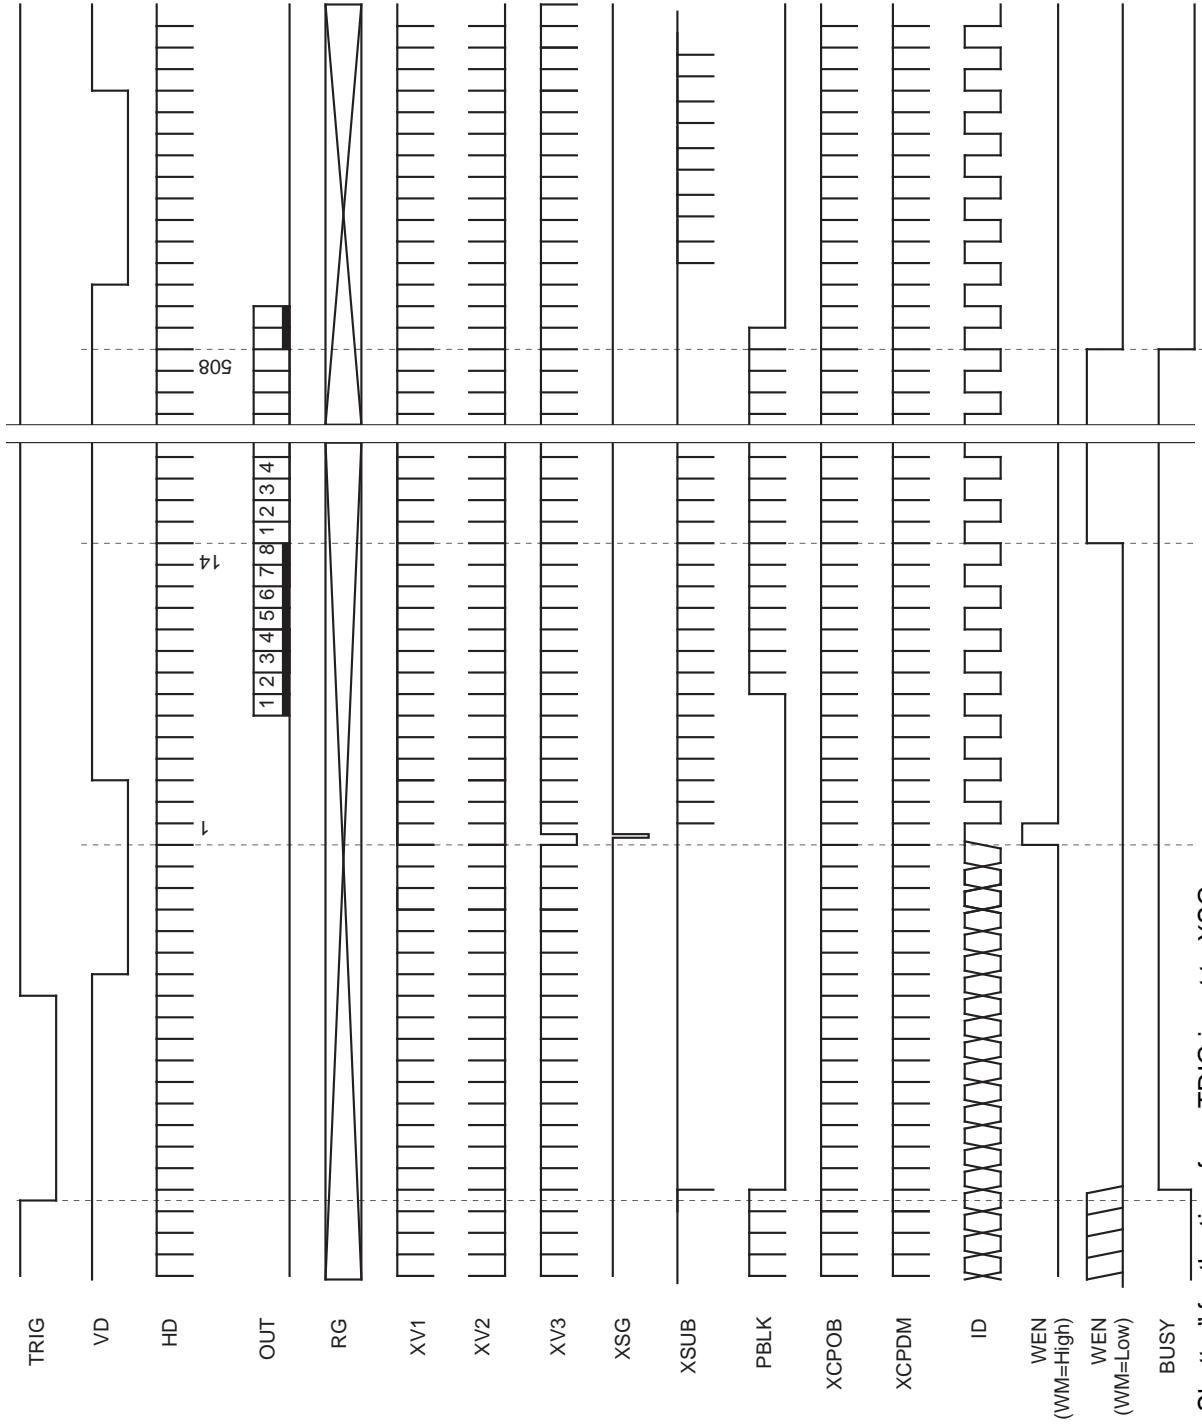 TRIG
VD
HD
1
14
508
OUT
1 2 3 4 5 6 7 8 1 2 3 4
RG
XV1
XV2
XV3
XSG
XSUB
PBLK
XCPOB
XCPDM
ID
WEN
(WM=High)
WEN
(WM=Low)
BUSY